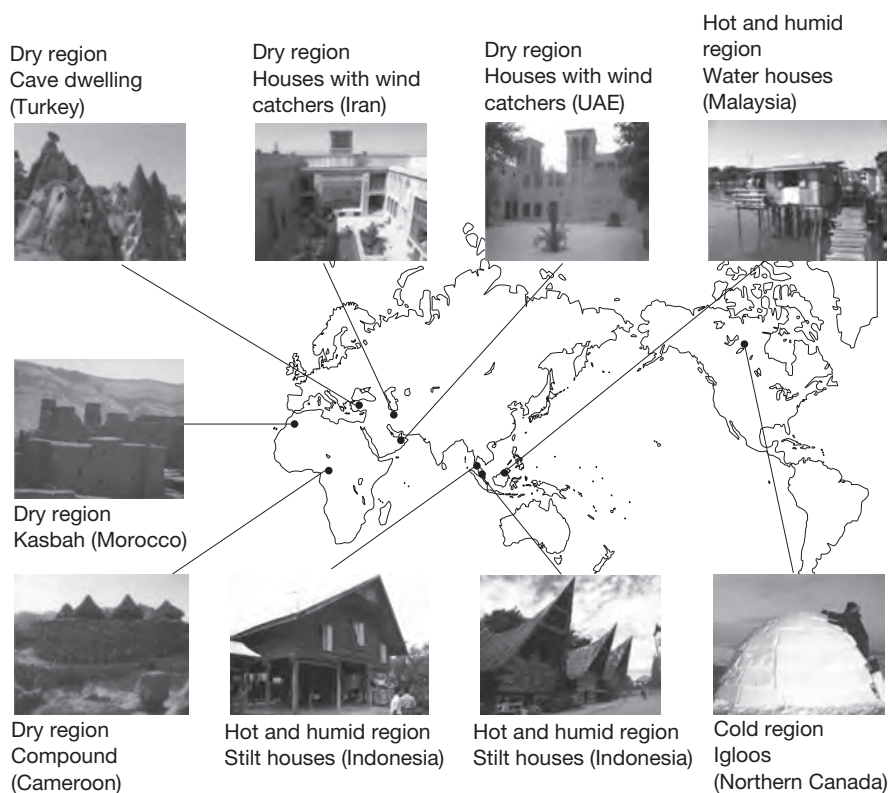 Dry region
Cave dwelling
(Turkey)
Dry region
Houses with wind
catchers (Iran)
Dry region
Houses with wind
catchers (UAE)
Hot and humid
region
Water houses
(Malaysia)
Dry region
Kasbah (Morocco)
Dry region
Compound
(Cameroon)
Hot and humid region
Stilt houses (Indonesia)
Hot and humid region
Stilt houses (Indonesia)
Cold region
Igloos
(Northern Canada)